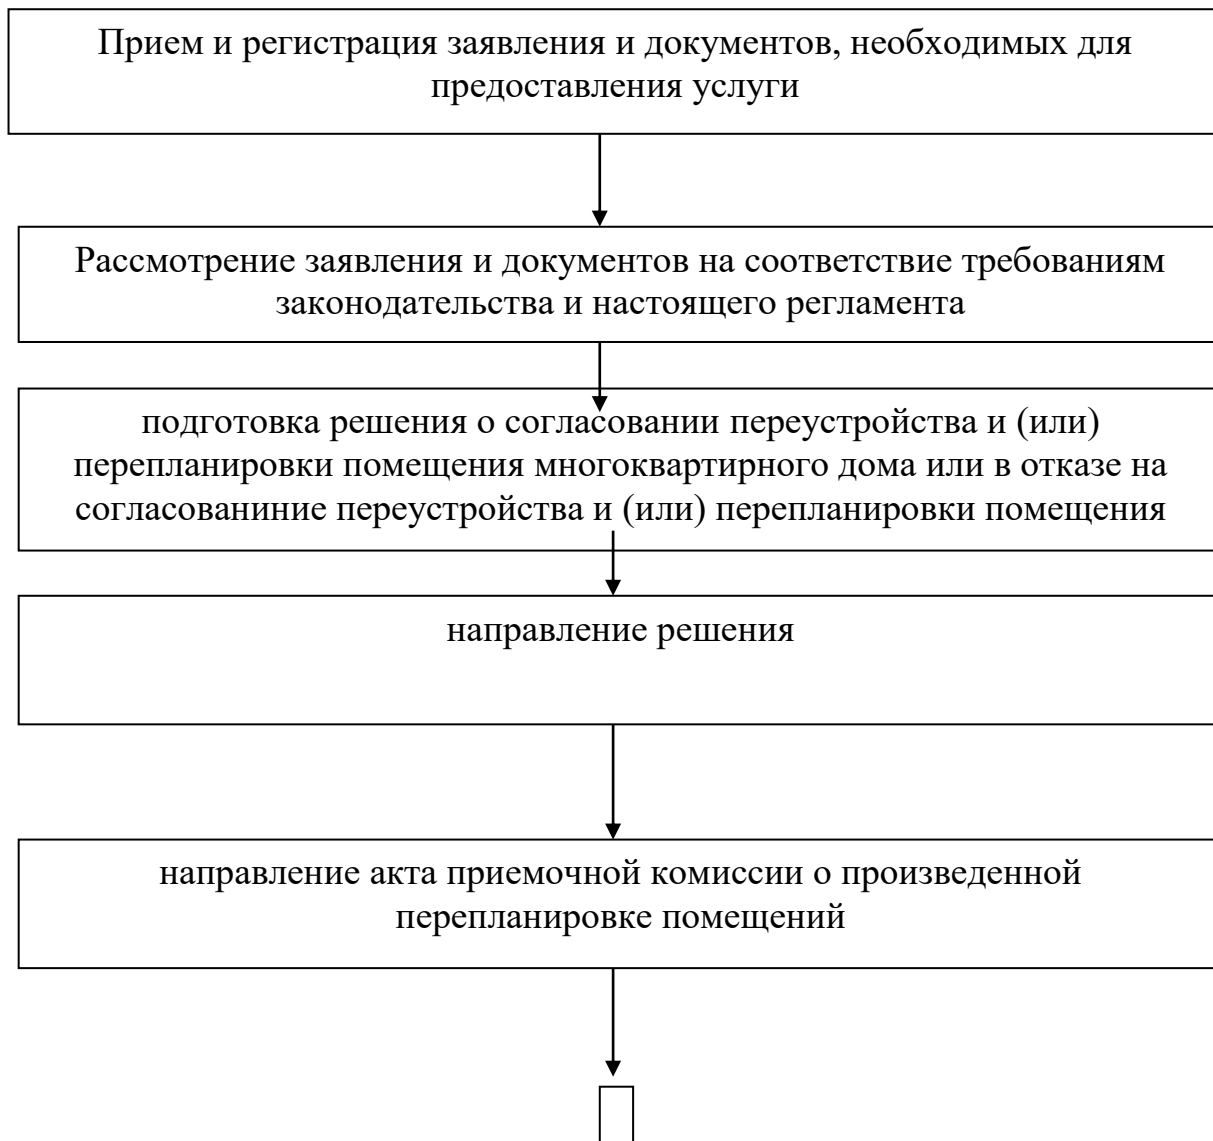 Прием и регистрация заявления и документов, необходимых для
предоставления услуги
Рассмотрение заявления и документов на соответствие требованиям
законодательства и настоящего регламента
подготовка решения о согласовании переустройства и (или)
перепланировки помещения многоквартирного дома или в отказе на
согласованиние переустройства и (или) перепланировки помещения
направление решения
направление акта приемочной комиссии о произведенной
перепланировке помещений